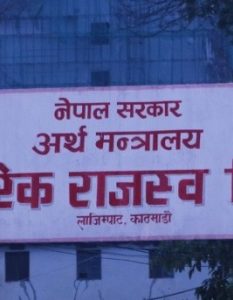 नेपाल सरकार
अर्थ मन्त्रालय
रिक राजस्व
लाजिम्पाट, काठमाडौं